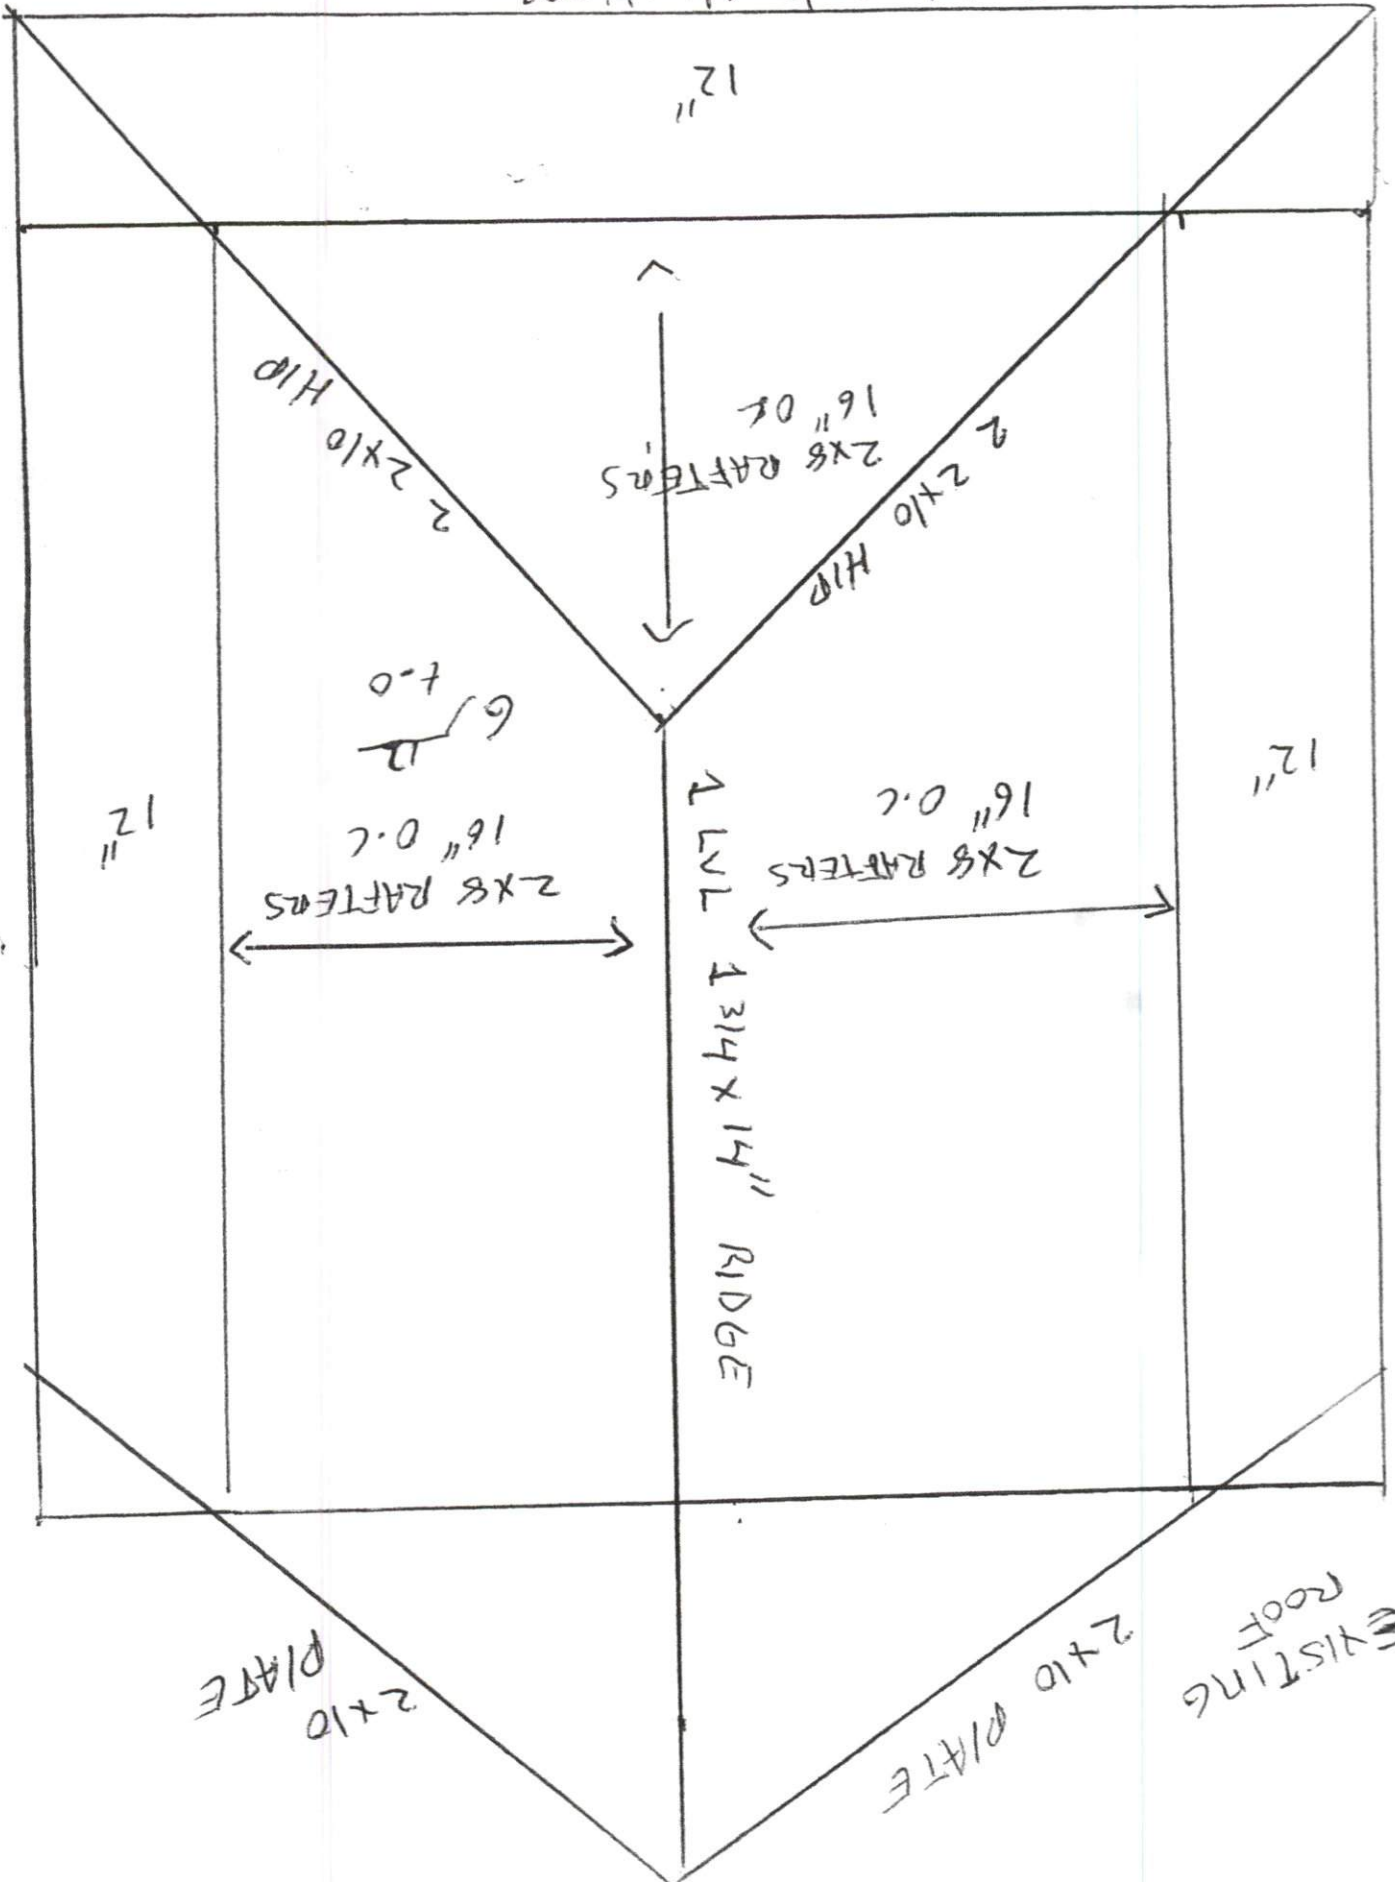 EXISTING
ROOF
2x10 PLATE
2x10
PLATE
1 LVL 1 3/4 x 14" RIDGE
2x8 RAFTERS
16" O.C
2x8 RAFTERS
16" O.C
12
6
12"
12"
2 2x10 HIP
2 2x10 HIP
2x8 RAFTERS
16" OC
12"